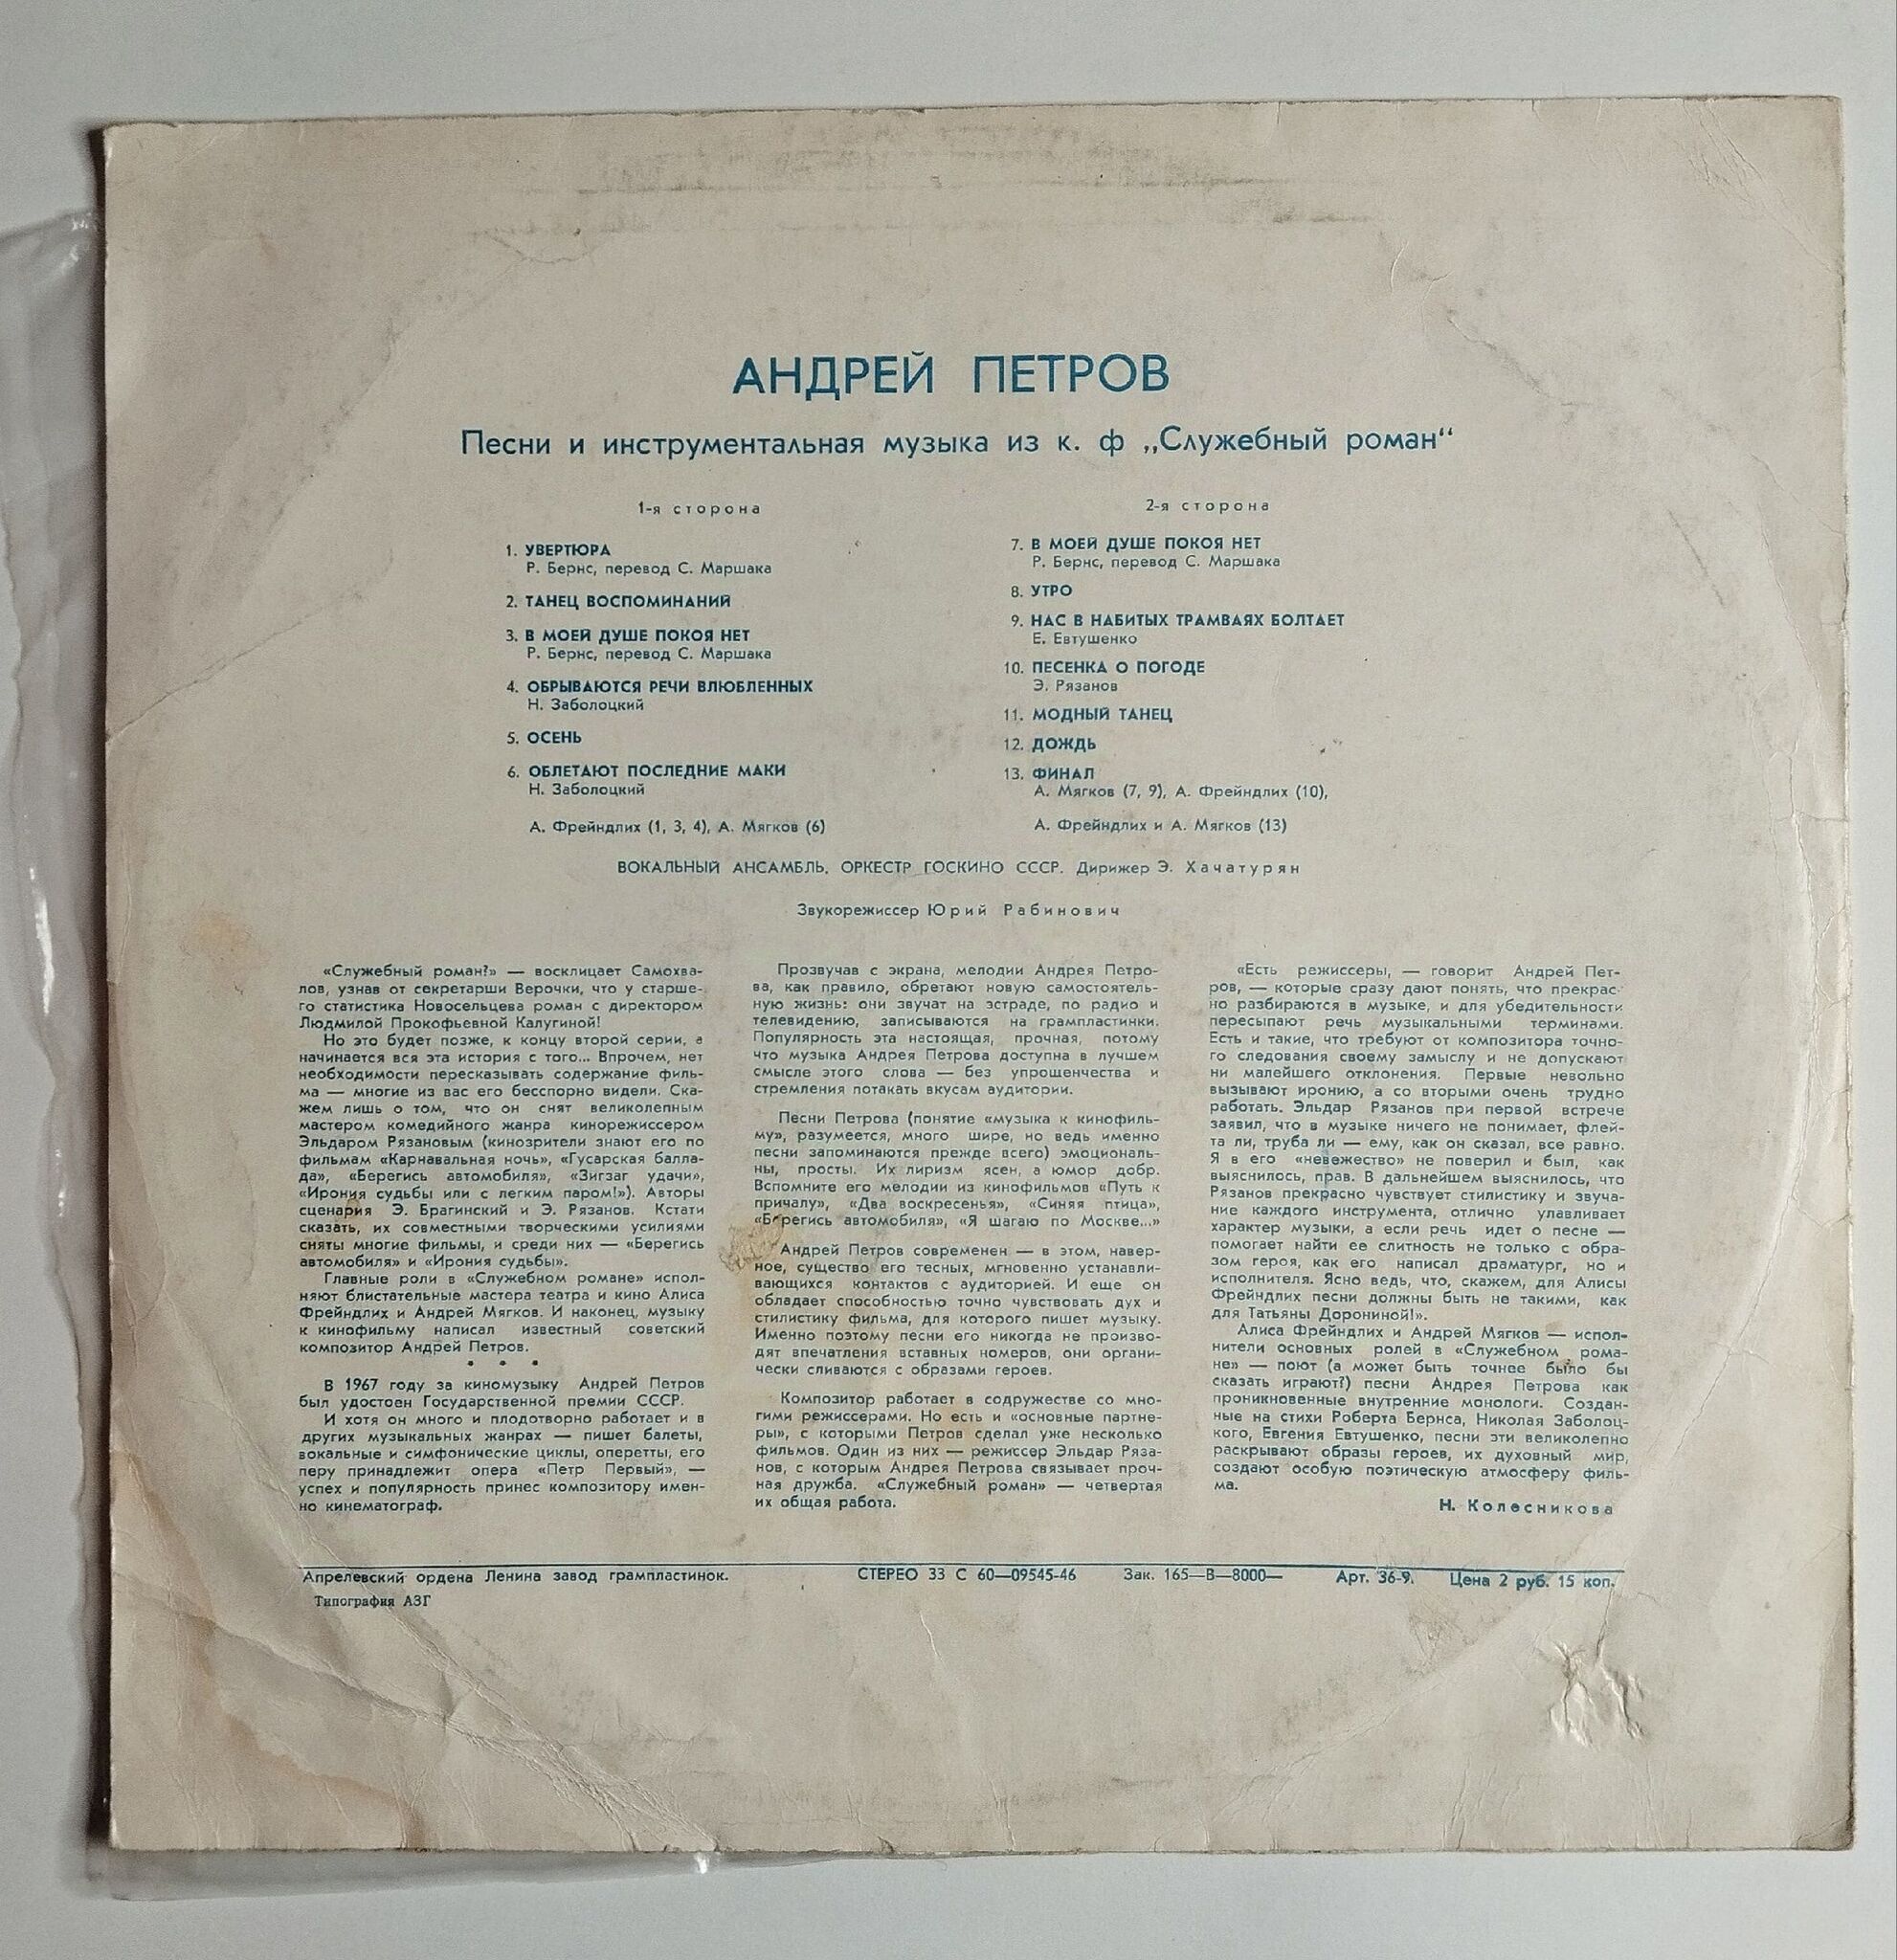 АНДРЕЙ ПЕТРОВ
Песни и инструментальная музыка из к. ф „Служебный роман“
1-я сторона
1. УВЕРТЮРА
Р. Бернс, перевод С. Маршака
2. ТАНЕЦ ВОСПОМИНАНИЙ
3. В МОЕЙ ДУШЕ ПОКОЯ НЕТ
Р. Бернс, перевод С. Маршака
4. ОБРЫВАЮТСЯ РЕЧИ ВЛЮБЛЕННЫХ
Н. Заболоцкий
5. ОСЕНЬ
6. ОБЛЕТАЮТ ПОСЛЕДНИЕ МАКИ
Н. Заболоцкий
А. Фрейндлих (1, 3, 4), А. Мягков (6)
2-я сторона
7. В МОЕЙ ДУШЕ ПОКОЯ НЕТ
Р. Бернс, перевод С. Маршака
8. УТРО
9. НАС В НАБИТЫХ ТРАМВАЯХ БОЛТАЕТ
Е. Евтушенко
10. ПЕСЕНКА О ПОГОДЕ
Э. Рязанов
11. МОДНЫЙ ТАНЕЦ
12. ДОЖДЬ
13. ФИНАЛ
А. Мягков (7, 9), А. Фрейндлих (10),
А. Фрейндлих и А. Мягков (13)
ВОКАЛЬНЫЙ АНСАМБЛЬ, ОРКЕСТР ГОСКИНО СССР. Дирижер Э. Хачатурян
Звукорежиссер Юрий Рабинович
«Служебный роман?» — восклицает Самохва-
лов, узнав от секретарши Верочки, что у старше-
го статистика Новосельцева роман с директором
Людмилой Прокофьевной Калугиной!
Но это будет позже, к концу второй серии, а
начинается вся эта история с того... Впрочем, нет
необходимости пересказывать содержание филь-
ма — многие из вас его бесспорно видели. Ска-
жем лишь о том, что он снят великолепным
мастером комедийного жанра кинорежиссером
Эльдаром Рязановым (кинозрители знают его по
фильмам «Карнавальная ночь», «Гусарская балла-
да», «Берегись автомобиля», «Зигзаг удачи»,
«Ирония судьбы или с легким паром!»). Авторы
сценария Э. Брагинский и Э. Рязанов. Кстати
сказать, их совместными творческими усилиями
сняты многие фильмы, и среди них — «Берегись
автомобиля» и «Ирония судьбы».
Главные роли в «Служебном романе» испол-
няют блистательные мастера театра и кино Алиса
Фрейндлих и Андрей Мягков. И наконец, музыку
к кинофильму написал известный советский
композитор Андрей Петров.
• • •
В 1967 году за киномузыку Андрей Петров
был удостоен Государственной премии СССР.
И хотя он много и плодотворно работает и в
других музыкальных жанрах — пишет балеты,
вокальные и симфонические циклы, оперетты, его
перу принадлежит опера «Петр Первый», —
успех и популярность принес композитору имен-
но кинематограф.
Прозвучав с экрана, мелодии Андрея Петро-
ва, как правило, обретают новую самостоятель-
ную жизнь: они звучат на эстраде, по радио и
телевидению, записываются на грампластинки.
Популярность эта настоящая, прочная, потому
что музыка Андрея Петрова доступна в лучшем
смысле этого слова — без упрощенчества и
стремления потакать вкусам аудитории.
Песни Петрова (понятие «музыка к кинофиль-
му», разумеется, много шире, но ведь именно
песни запоминаются прежде всего) эмоциональ-
ны, просты. Их лиризм ясен, а юмор добр.
Вспомните его мелодии из кинофильмов «Путь к
причалу», «Два воскресенья», «Синяя птица»,
«Берегись автомобиля», «Я шагаю по Москве...»
Андрей Петров современен — в этом, навер-
ное, существо его тесных, мгновенно устанавли-
вающихся контактов с аудиторией. И еще он
обладает способностью точно чувствовать дух и
стилистику фильма, для которого пишет музыку.
Именно поэтому песни его никогда не произво-
дят впечатления вставных номеров, они органи-
чески сливаются с образами героев.
Композитор работает в содружестве со мно-
гими режиссерами. Но есть и «основные партне-
ры», с которыми Петров сделал уже несколько
фильмов. Один из них — режиссер Эльдар Ряза-
нов, с которым Андрея Петрова связывает проч-
ная дружба. «Служебный роман» — четвертая
их общая работа.
«Есть режиссеры, — говорит Андрей Пет-
ров, — которые сразу дают понять, что прекрас-
но разбираются в музыке, и для убедительности
пересыпают речь музыкальными терминами.
Есть и такие, что требуют от композитора точно-
го следования своему замыслу и не допускают
ни малейшего отклонения. Первые невольно
вызывают иронию, а со вторыми очень трудно
работать. Эльдар Рязанов при первой встрече
заявил, что в музыке ничего не понимает, флей-
та ли, труба ли — ему, как он сказал, все равно.
Я в его «невежество» не поверил и был, как
выяснилось, прав. В дальнейшем выяснилось, что
Рязанов прекрасно чувствует стилистику и звуча-
ние каждого инструмента, отлично улавливает
характер музыки, а если речь идет о песне —
помогает найти ее слитность не только с обра-
зом героя, как его написал драматург, но и
исполнителя. Ясно ведь, что, скажем, для Алисы
Фрейндлих песни должны быть не такими, как
для Татьяны Дорониной!».
Алиса Фрейндлих и Андрей Мягков — испол-
нители основных ролей в «Служебном рома-
не» — поют (а может быть точнее было бы
сказать играют?) песни Андрея Петрова как
проникновенные внутренние монологи. Создан-
ные на стихи Роберта Бернса, Николая Заболоц-
кого, Евгения Евтушенко, песни эти великолепно
раскрывают образы героев, их духовный мир,
создают особую поэтическую атмосферу филь-
ма.
Н. Колесникова
Апрелевский ордена Ленина завод грампластинок. СТЕРЕО 33 С 60—09545-46 Зак. 165—В—8000— Арт. 36-9. Цена 2 руб. 15 коп.
Типография АЗГ